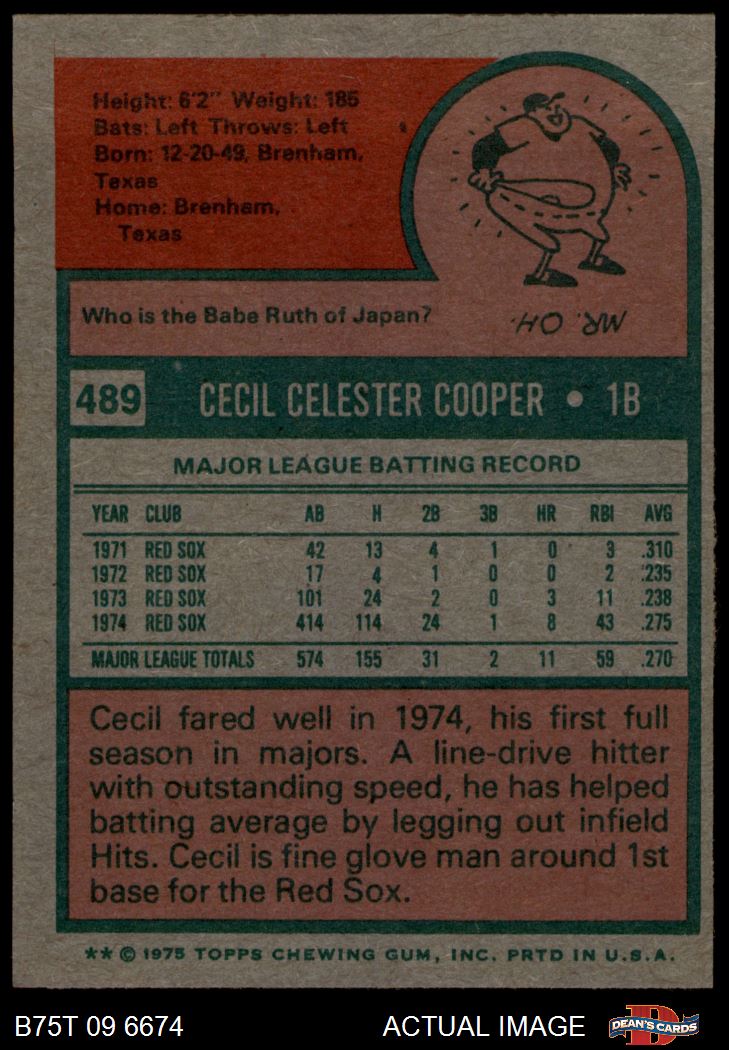 Height: 6'2" Weight: 185
Bats: Left Throws: Left
Born: 12-20-49, Brenham,
Texas
Home: Brenham,
Texas
Who is the Babe Ruth of Japan?
MR. OH.
489 CECIL CELESTER COOPER • 1B
MAJOR LEAGUE BATTING RECORD
YEAR CLUB AB H 2B 3B HR RBI AVG
1971 RED SOX 42 13 4 1 0 3 .310
1972 RED SOX 17 4 1 0 0 2 .235
1973 RED SOX 101 24 2 0 3 11 .238
1974 RED SOX 414 114 24 1 8 43 .275
MAJOR LEAGUE TOTALS 574 155 31 2 11 59 .270
Cecil fared well in 1974, his first full
season in majors. A line-drive hitter
with outstanding speed, he has helped
batting average by legging out infield
Hits. Cecil is fine glove man around 1st
base for the Red Sox.
** © 1975 TOPPS CHEWING GUM, INC. PRTD IN U.S.A.
B75T 09 6674 ACTUAL IMAGE DEAN'S CARDS